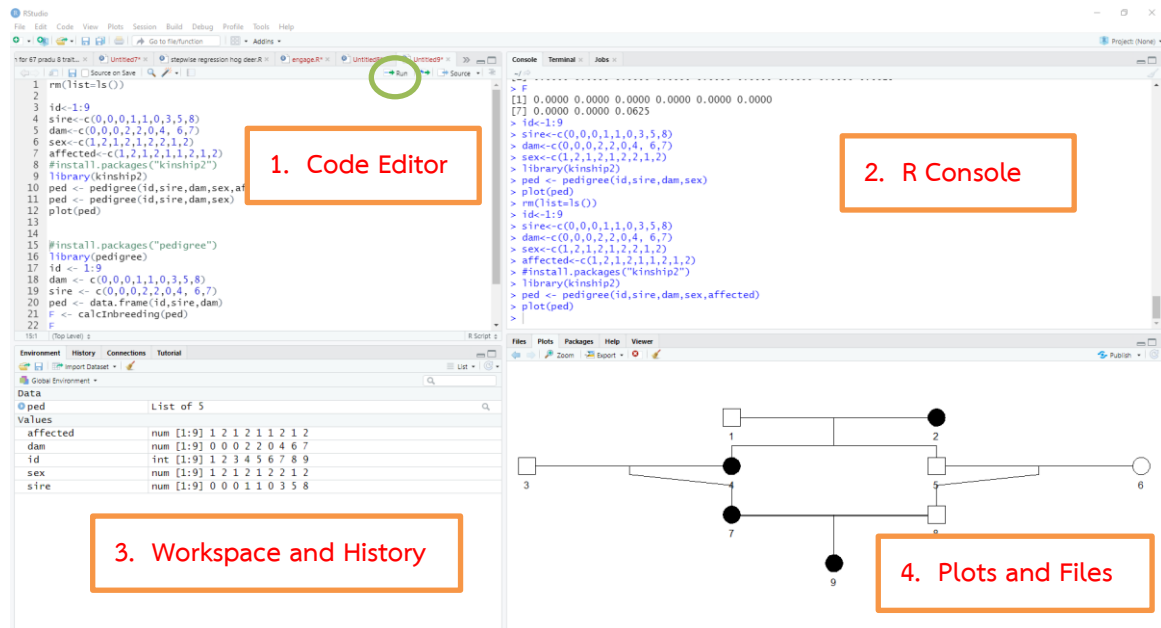 RStudio
File Edit Code View Plots Session Build Debug Profile Tools Help
Go to file/function
Addins
Project: (None)
n for 67 pradu 8 trait...
Untitled7*
stepwise regression hog deer.R
engage.R*
Untitled9*
Source on Save
Run
Source
1 rm(list=ls())
2
3 id<-1:9
4 sire<-c(0,0,0,1,1,0,3,5,8)
5 dam<-c(0,0,0,2,2,0,4, 6,7)
6 sex<-c(1,2,1,2,1,2,2,1,2)
7 affected<-c(1,2,1,2,1,1,2,1,2)
8 #install.packages("kinship2")
9 library(kinship2)
10 ped <- pedigree(id,sire,dam,sex,af
11 ped <- pedigree(id,sire,dam,sex)
12 plot(ped)
13
14
15 #install.packages("pedigree")
16 library(pedigree)
17 id <- 1:9
18 dam <- c(0,0,0,1,1,0,3,5,8)
19 sire <- c(0,0,0,2,2,0,4, 6,7)
20 ped <- data.frame(id,sire,dam)
21 F <- calcInbreeding(ped)
22 F
15:1 (Top Level) R Script
1. Code Editor
Console Terminal Jobs
~/
> F
[1] 0.0000 0.0000 0.0000 0.0000 0.0000 0.0000
[7] 0.0000 0.0000 0.0625
> id<-1:9
> sire<-c(0,0,0,1,1,0,3,5,8)
> dam<-c(0,0,0,2,2,0,4, 6,7)
> sex<-c(1,2,1,2,1,2,2,1,2)
> library(kinship2)
> ped <- pedigree(id,sire,dam,sex)
> plot(ped)
> rm(list=ls())
> id<-1:9
> sire<-c(0,0,0,1,1,0,3,5,8)
> dam<-c(0,0,0,2,2,0,4, 6,7)
> sex<-c(1,2,1,2,1,2,2,1,2)
> affected<-c(1,2,1,2,1,1,2,1,2)
> #install.packages("kinship2")
> library(kinship2)
> ped <- pedigree(id,sire,dam,sex,affected)
> plot(ped)
>
2. R Console
Environment History Connections Tutorial
Import Dataset
List
Global Environment
Data
ped List of 5
Values
affected num [1:9] 1 2 1 2 1 1 2 1 2
dam num [1:9] 0 0 0 2 2 0 4 6 7
id int [1:9] 1 2 3 4 5 6 7 8 9
sex num [1:9] 1 2 1 2 1 2 2 1 2
sire num [1:9] 0 0 0 1 1 0 3 5 8
3. Workspace and History
Files Plots Packages Help Viewer
Zoom Export
Publish
1 2
3 4 5 6
7 8
9
4. Plots and Files